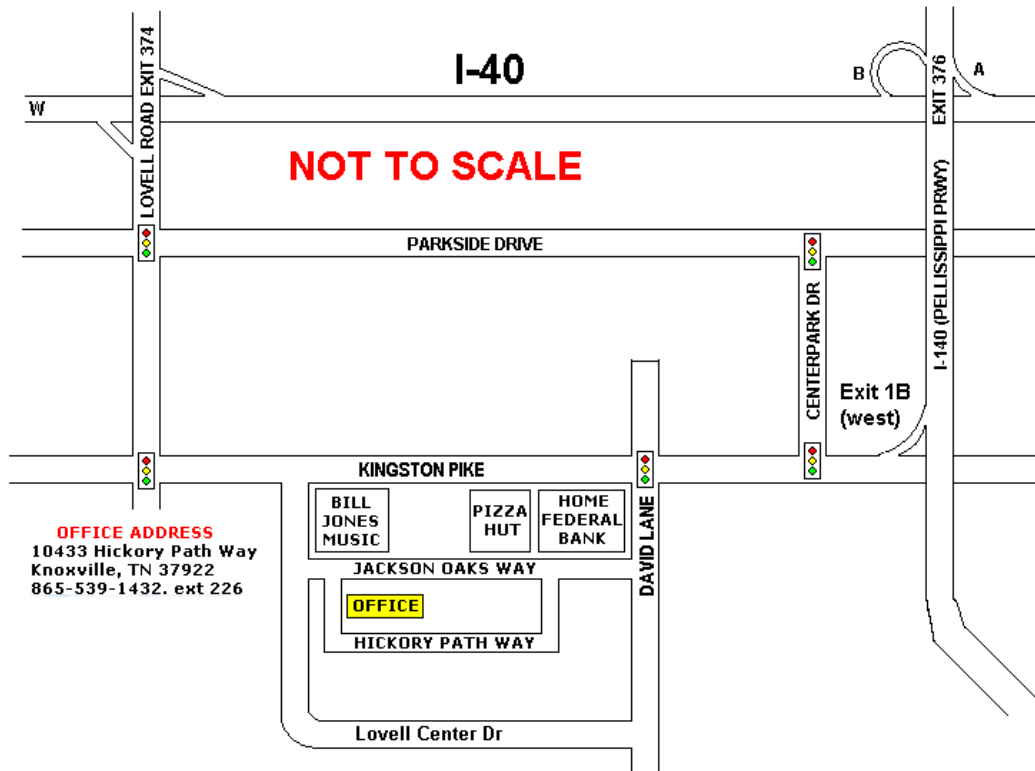 I-40
B
A
W
LOVELL ROAD EXIT 374
EXIT 376
NOT TO SCALE
PARKSIDE DRIVE
CENTERPARK DR
I-140 (PELLISSIPPI PRWY)
Exit 1B
(west)
KINGSTON PIKE
BILL
JONES
MUSIC
PIZZA
HUT
HOME
FEDERAL
BANK
DAVID LANE
OFFICE ADDRESS
10433 Hickory Path Way
Knoxville, TN 37922
865-539-1432. ext 226
JACKSON OAKS WAY
OFFICE
HICKORY PATH WAY
Lovell Center Dr